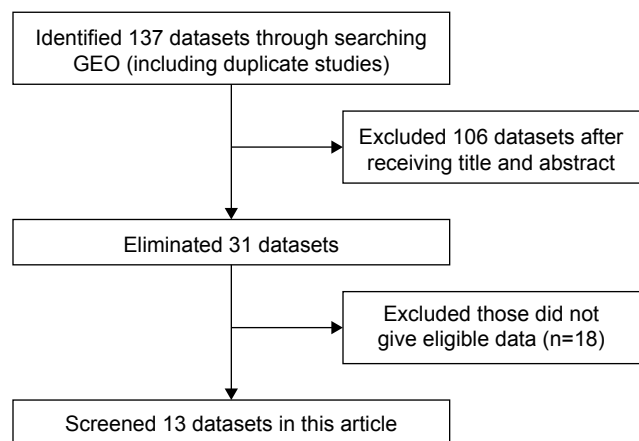 Identified 137 datasets through searching
GEO (including duplicate studies)
Excluded 106 datasets after
receiving title and abstract
Eliminated 31 datasets
Excluded those did not
give eligible data (n=18)
Screened 13 datasets in this article